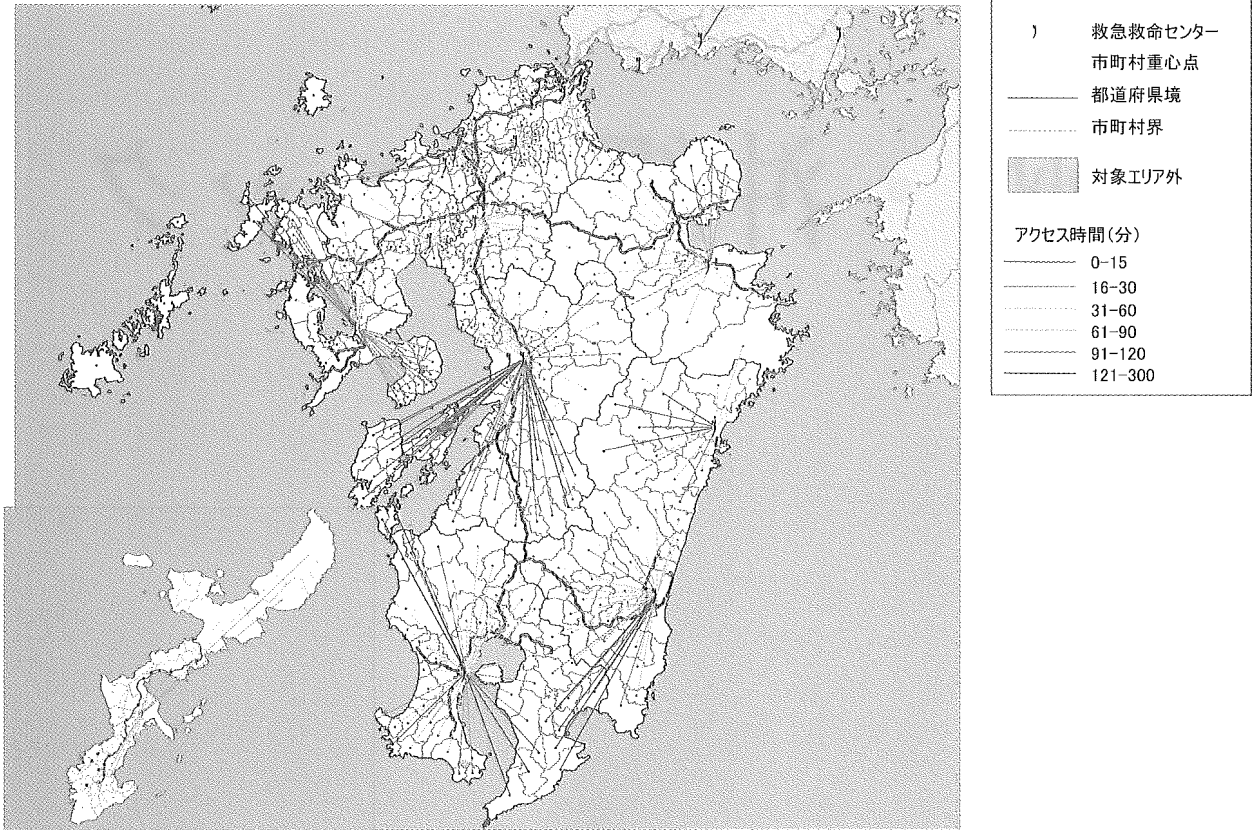 救急救命センター
市町村重心点
都道府県境
市町村界
対象エリア外
アクセス時間(分)
0-15
16-30
31-60
61-90
91-120
121-300